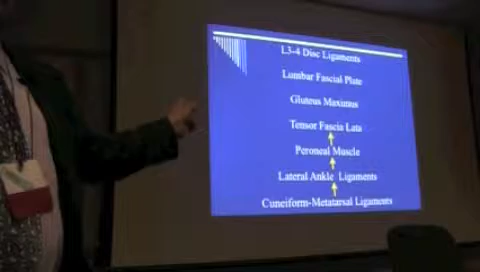 L3-4 Disc Ligaments
Lumbar Fascial Plate
Gluteus Maximus
Tensor Fascia Lata
Peroneal Muscle
Lateral Ankle Ligaments
Cuneiform-Metatarsal Ligaments